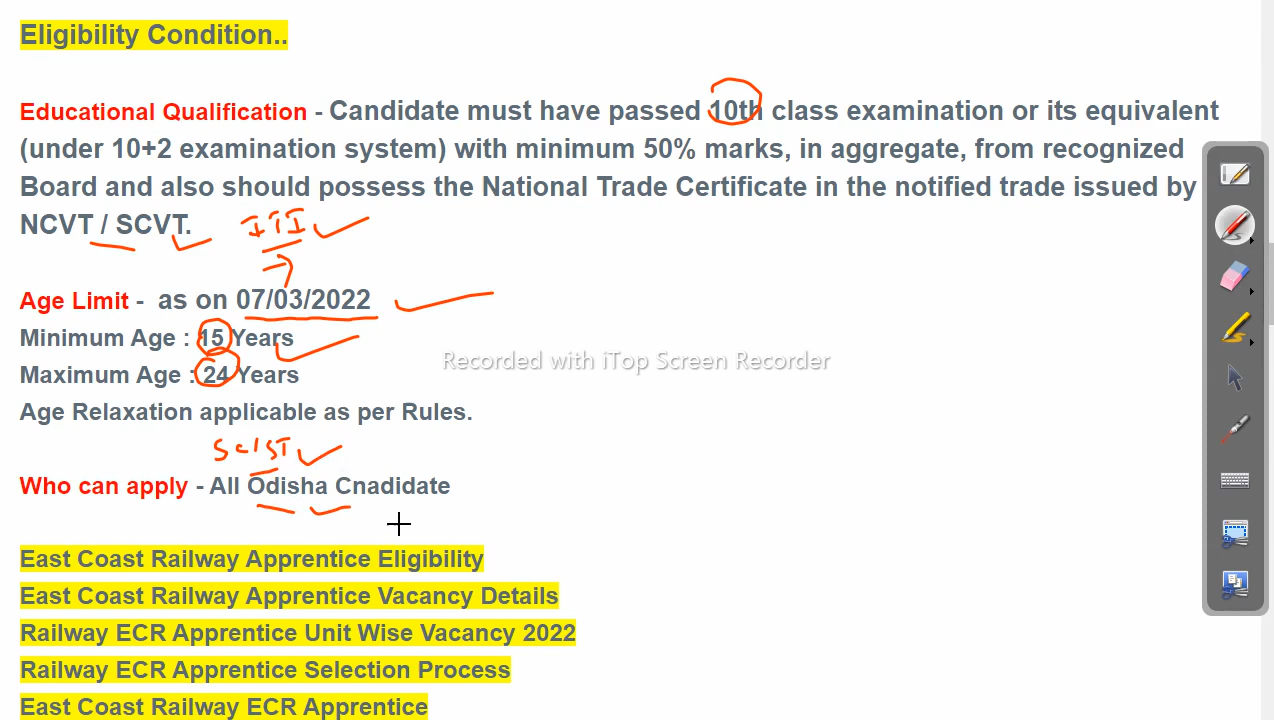 Eligibility Condition..
Educational Qualification - Candidate must have passed 10th class examination or its equivalent
(under 10+2 examination system) with minimum 50% marks, in aggregate, from recognized
Board and also should possess the National Trade Certificate in the notified trade issued by
NCVT / SCVT. ITI
Age Limit - as on 07/03/2022
Minimum Age : 15 Years
Recorded with iTop Screen Recorder
Maximum Age : 24 Years
Age Relaxation applicable as per Rules.
SC/ST
Who can apply - All Odisha Cnadidate
East Coast Railway Apprentice Eligibility
East Coast Railway Apprentice Vacancy Details
Railway ECR Apprentice Unit Wise Vacancy 2022
Railway ECR Apprentice Selection Process
East Coast Railway ECR Apprentice